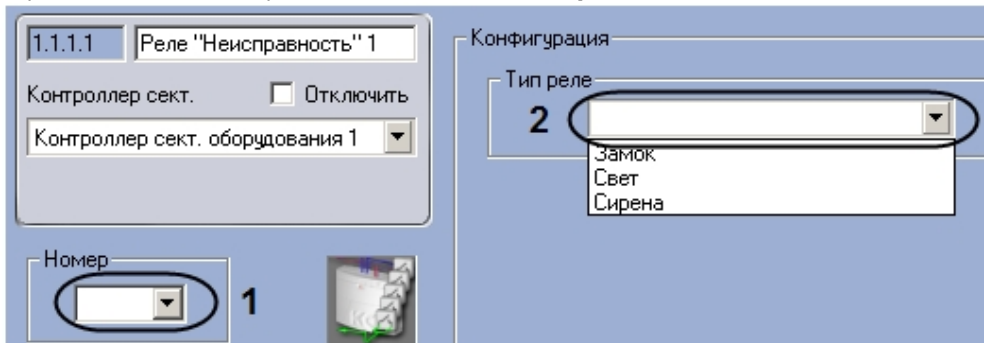 1.1.1.1 Реле "Неисправность" 1
Контроллер сект. Отключить
Контроллер сект. оборудования 1
Номер
1
Конфигурация
Тип реле
2
Замок
Свет
Сирена